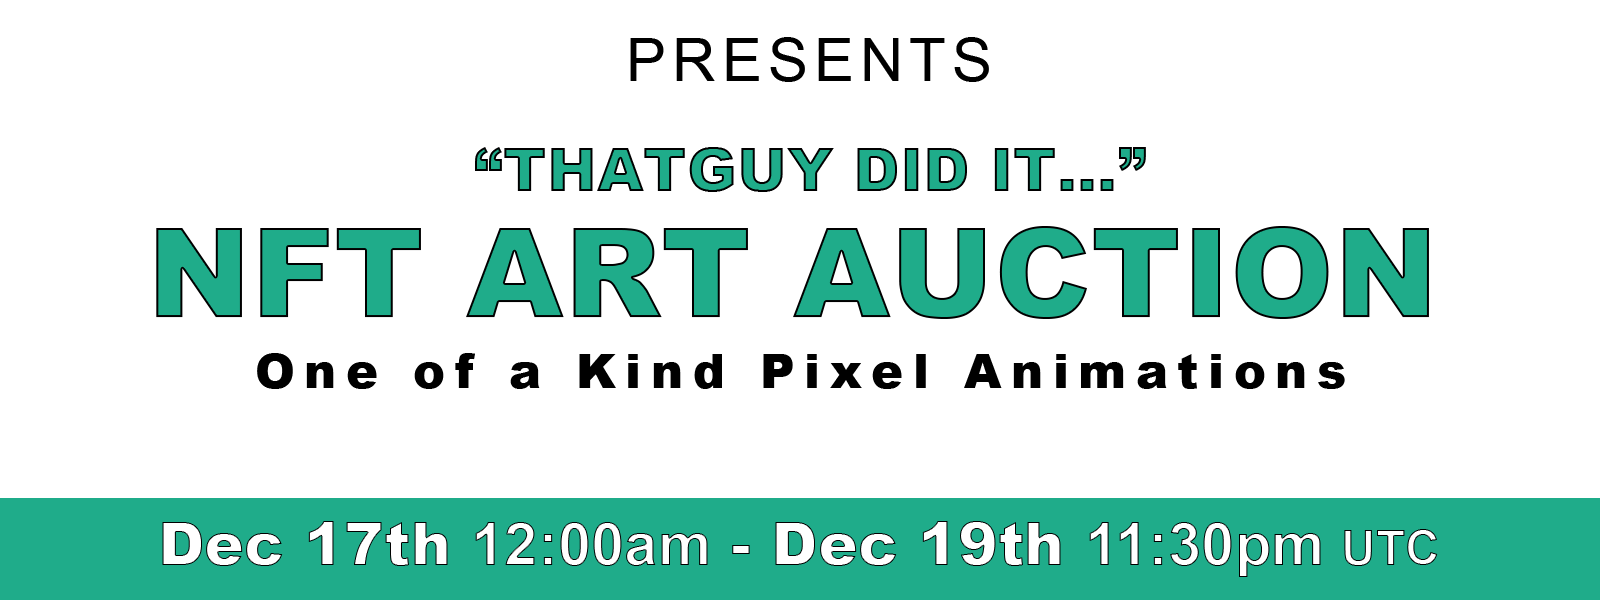 PRESENTS
“THATGUY DID IT...”
NFT ART AUCTION
One of a Kind Pixel Animations
Dec 17th 12:00am - Dec 19th 11:30pm UTC